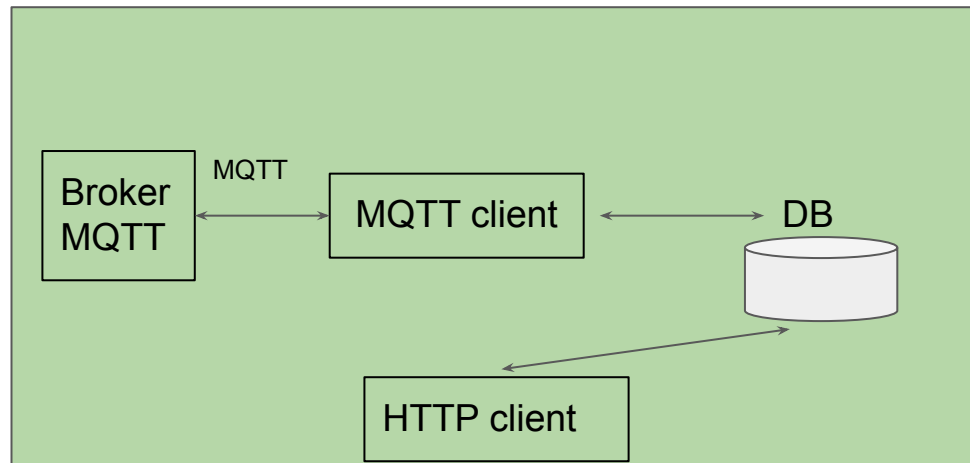 Broker
MQTT
MQTT
MQTT client
DB
HTTP client